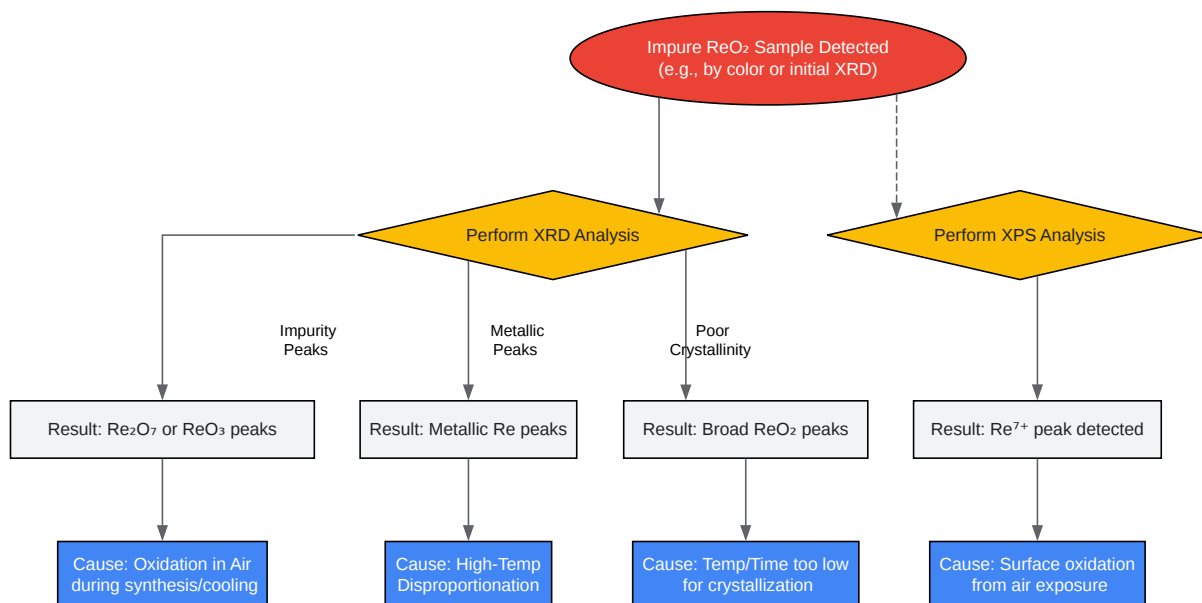 Impure ReO₂ Sample Detected
(e.g., by color or initial XRD)
Perform XRD Analysis
Perform XPS Analysis
Impurity
Peaks
Metallic
Peaks
Poor
Crystallinity
Result: Re₂O₇ or ReO₃ peaks
Result: Metallic Re peaks
Result: Broad ReO₂ peaks
Result: Re⁷⁺ peak detected
Cause: Oxidation in Air
during synthesis/cooling
Cause: High-Temp
Disproportionation
Cause: Temp/Time too low
for crystallization
Cause: Surface oxidation
from air exposure